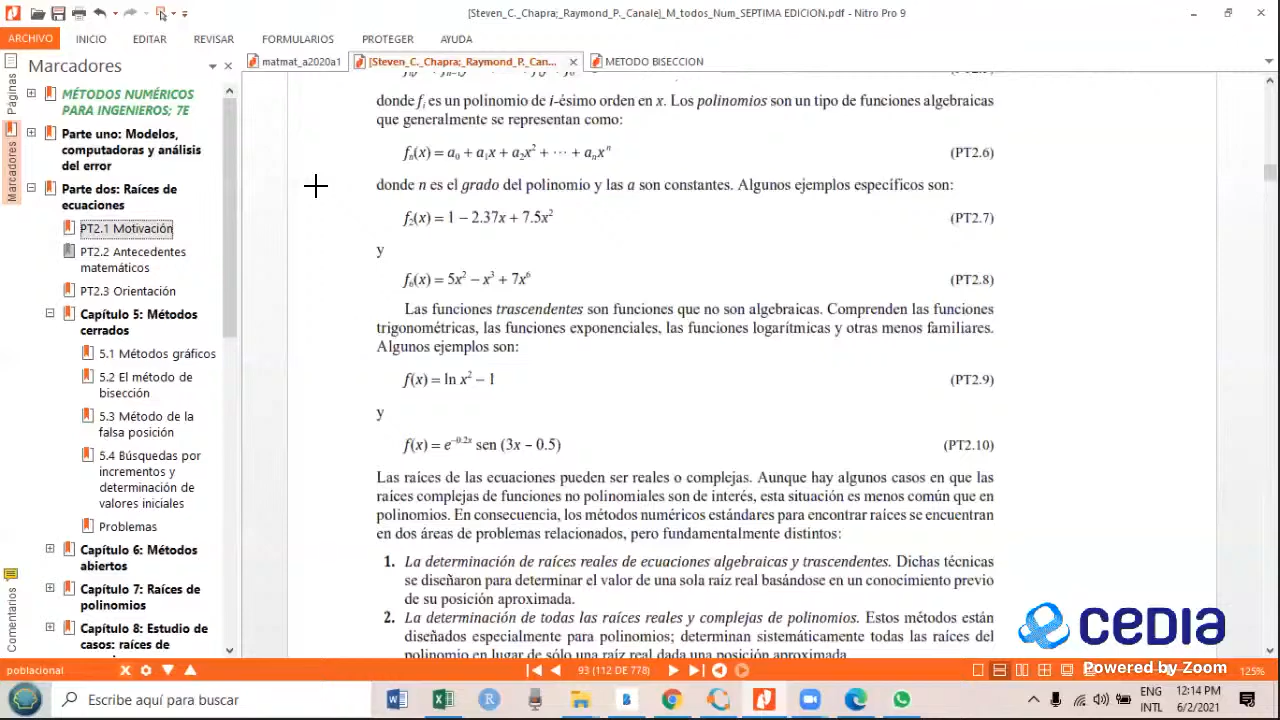 [Steven_C._Chapra;_Raymond_P._Canale]_M_todos_Num_SEPTIMA EDICION.pdf - Nitro Pro 9
ARCHIVO INICIO EDITAR REVISAR FORMULARIOS PROTEGER AYUDA
matmat_a2020a1 [Steven_C._Chapra;_Raymond_P._Can... METODO BISECCION
Páginas
Marcadores
Comentarios
Marcadores
MÉTODOS NUMÉRICOS
PARA INGENIEROS; 7E
Parte uno: Modelos,
computadoras y análisis
del error
Parte dos: Raíces de
ecuaciones
PT2.1 Motivación
PT2.2 Antecedentes
matemáticos
PT2.3 Orientación
Capítulo 5: Métodos
cerrados
5.1 Métodos gráficos
5.2 El método de
bisección
5.3 Método de la
falsa posición
5.4 Búsquedas por
incrementos y
determinación de
valores iniciales
Problemas
Capítulo 6: Métodos
abiertos
Capítulo 7: Raíces de
polinomios
Capítulo 8: Estudio de
casos: raíces de
donde fᵢ es un polinomio de i-ésimo orden en x. Los polinomios son un tipo de funciones algebraicas
que generalmente se representan como:
fₙ(x) = a₀ + a₁x + a₂x² + ⋯ + aₙxⁿ (PT2.6)
donde n es el grado del polinomio y las a son constantes. Algunos ejemplos específicos son:
f₂(x) = 1 – 2.37x + 7.5x² (PT2.7)
y
f₆(x) = 5x² – x³ + 7x⁶ (PT2.8)
Las funciones trascendentes son funciones que no son algebraicas. Comprenden las funciones
trigonométricas, las funciones exponenciales, las funciones logarítmicas y otras menos familiares.
Algunos ejemplos son:
f(x) = ln x² – 1 (PT2.9)
y
f(x) = e⁻⁰·²ˣ sen (3x – 0.5) (PT2.10)
Las raíces de las ecuaciones pueden ser reales o complejas. Aunque hay algunos casos en que las
raíces complejas de funciones no polinomiales son de interés, esta situación es menos común que en
polinomios. En consecuencia, los métodos numéricos estándares para encontrar raíces se encuentran
en dos áreas de problemas relacionados, pero fundamentalmente distintos:
1. La determinación de raíces reales de ecuaciones algebraicas y trascendentes. Dichas técnicas
se diseñaron para determinar el valor de una sola raíz real basándose en un conocimiento previo
de su posición aproximada.
2. La determinación de todas las raíces reales y complejas de polinomios. Estos métodos están
diseñados especialmente para polinomios; determinan sistemáticamente todas las raíces del
polinomio en lugar de sólo una raíz real dada una posición aproximada.
cedia
Powered by Zoom
poblacional 93 (112 DE 778) 125%
Escribe aquí para buscar
ENG
INTL
12:14 PM
6/2/2021